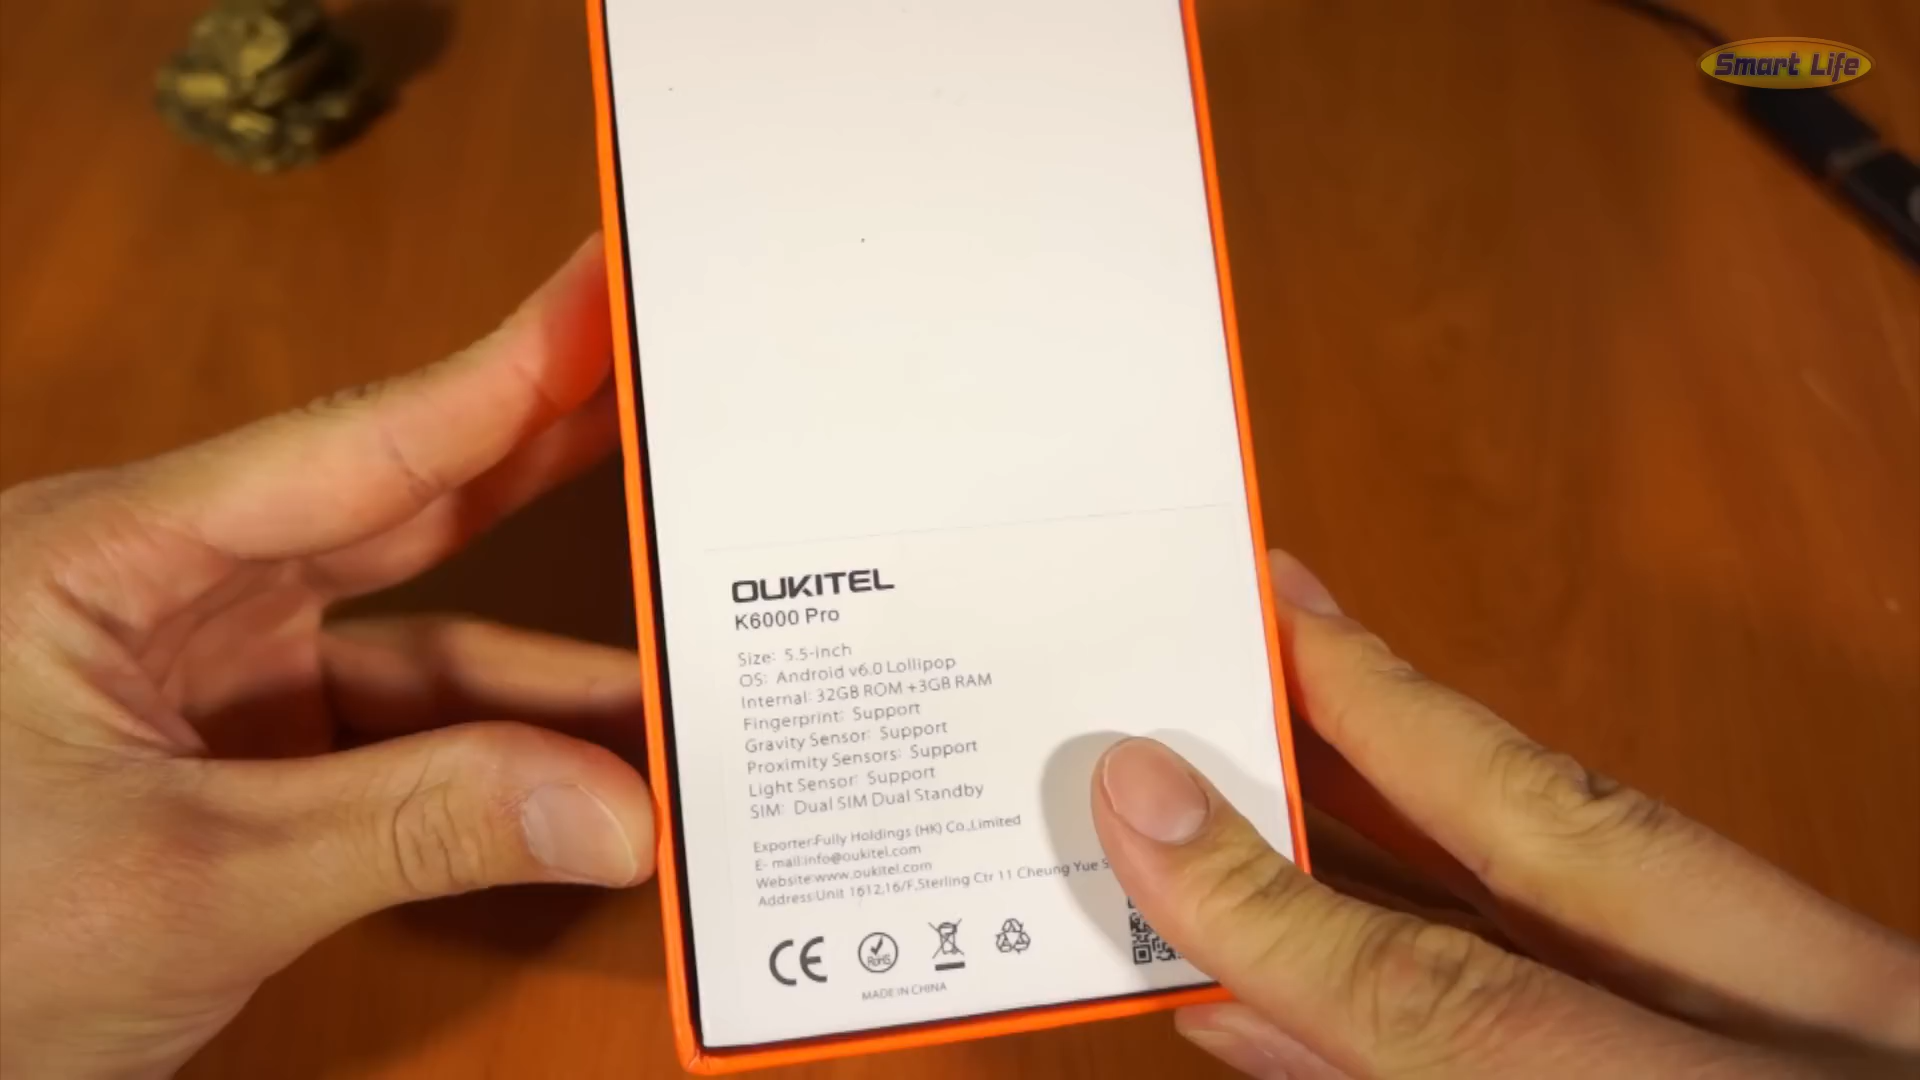 Smart Life
OUKITEL
K6000 Pro
Size: 5.5-inch
OS: Android v6.0 Lollipop
Internal: 32GB ROM +3GB RAM
Fingerprint: Support
Gravity Sensor: Support
Proximity Sensors: Support
Light Sensor: Support
SIM: Dual SIM Dual Standby
Exporter:Fully Holdings (HK) Co.,Limited
E- mail:info@oukitel.com
Website:www.oukitel.com
Address:Unit 1612,16/F,Sterling Ctr 11 Cheung Yue
CE
RoHS
MADE IN CHINA